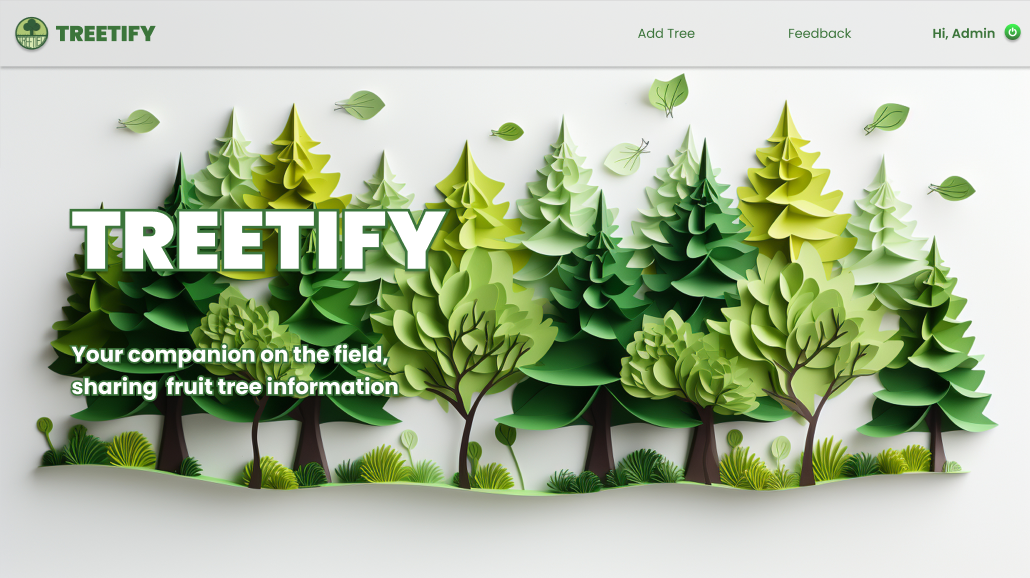 TREETIFY
Add Tree
Feedback
Hi, Admin
TREETIFY
Your companion on the field,
sharing  fruit tree information